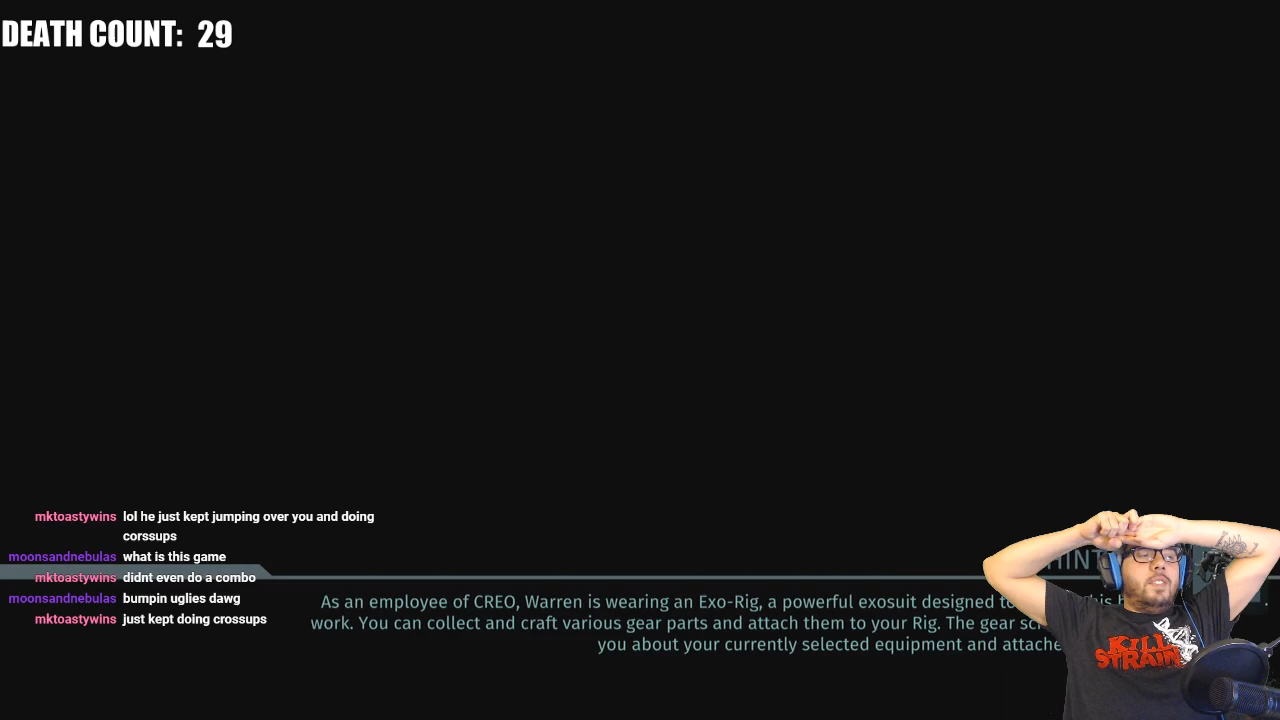 DEATH COUNT: 29
mktoastywins lol he just kept jumping over you and doing
corssups
moonsandnebulas what is this game
mktoastywins didnt even do a combo
moonsandnebulas bumpin uglies dawg
mktoastywins just kept doing crossups
HINT
As an employee of CREO, Warren is wearing an Exo-Rig, a powerful exosuit designed
work. You can collect and craft various gear parts and attach them to your Rig. The gear
you about your currently selected equipment and
KILL
STRAIN